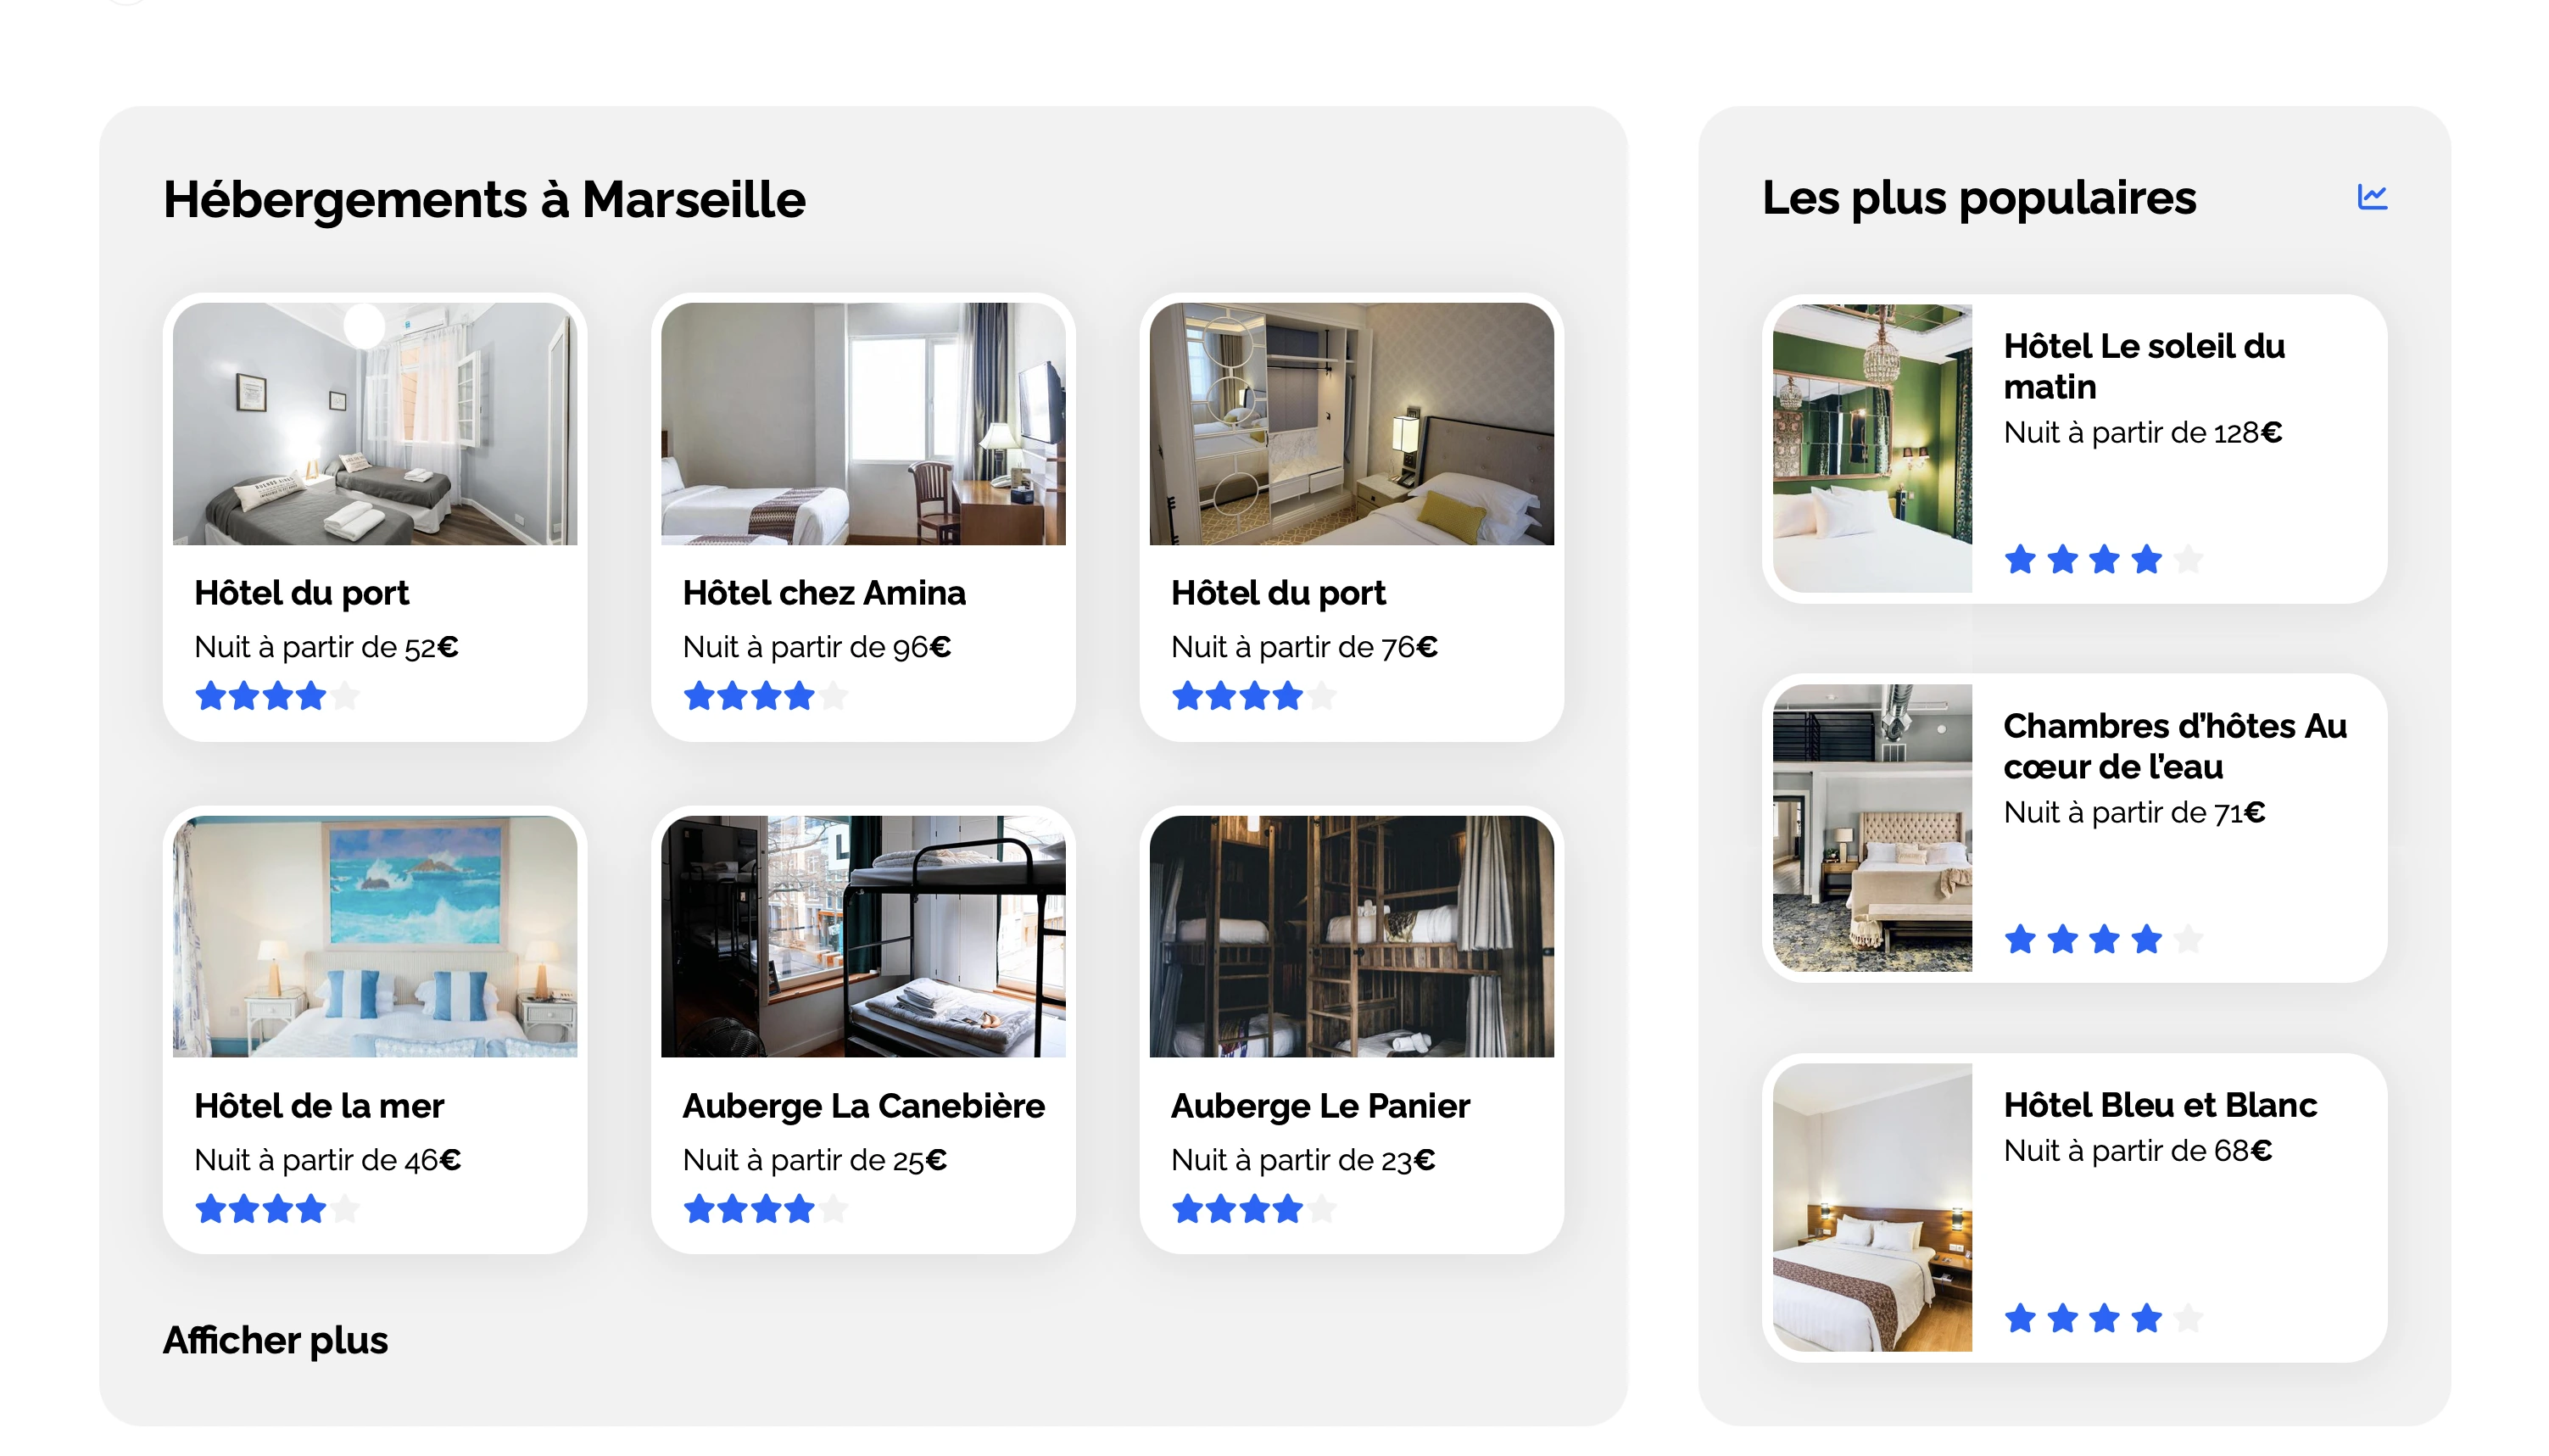 Hébergements à Marseille
Hôtel du port
Nuit à partir de 52€
Hôtel chez Amina
Nuit à partir de 96€
Hôtel du port
Nuit à partir de 76€
Hôtel de la mer
Nuit à partir de 46€
Auberge La Canebière
Nuit à partir de 25€
Auberge Le Panier
Nuit à partir de 23€
Afficher plus
Les plus populaires
Hôtel Le soleil du
matin
Nuit à partir de 128€
Chambres d’hôtes Au
cœur de l’eau
Nuit à partir de 71€
Hôtel Bleu et Blanc
Nuit à partir de 68€